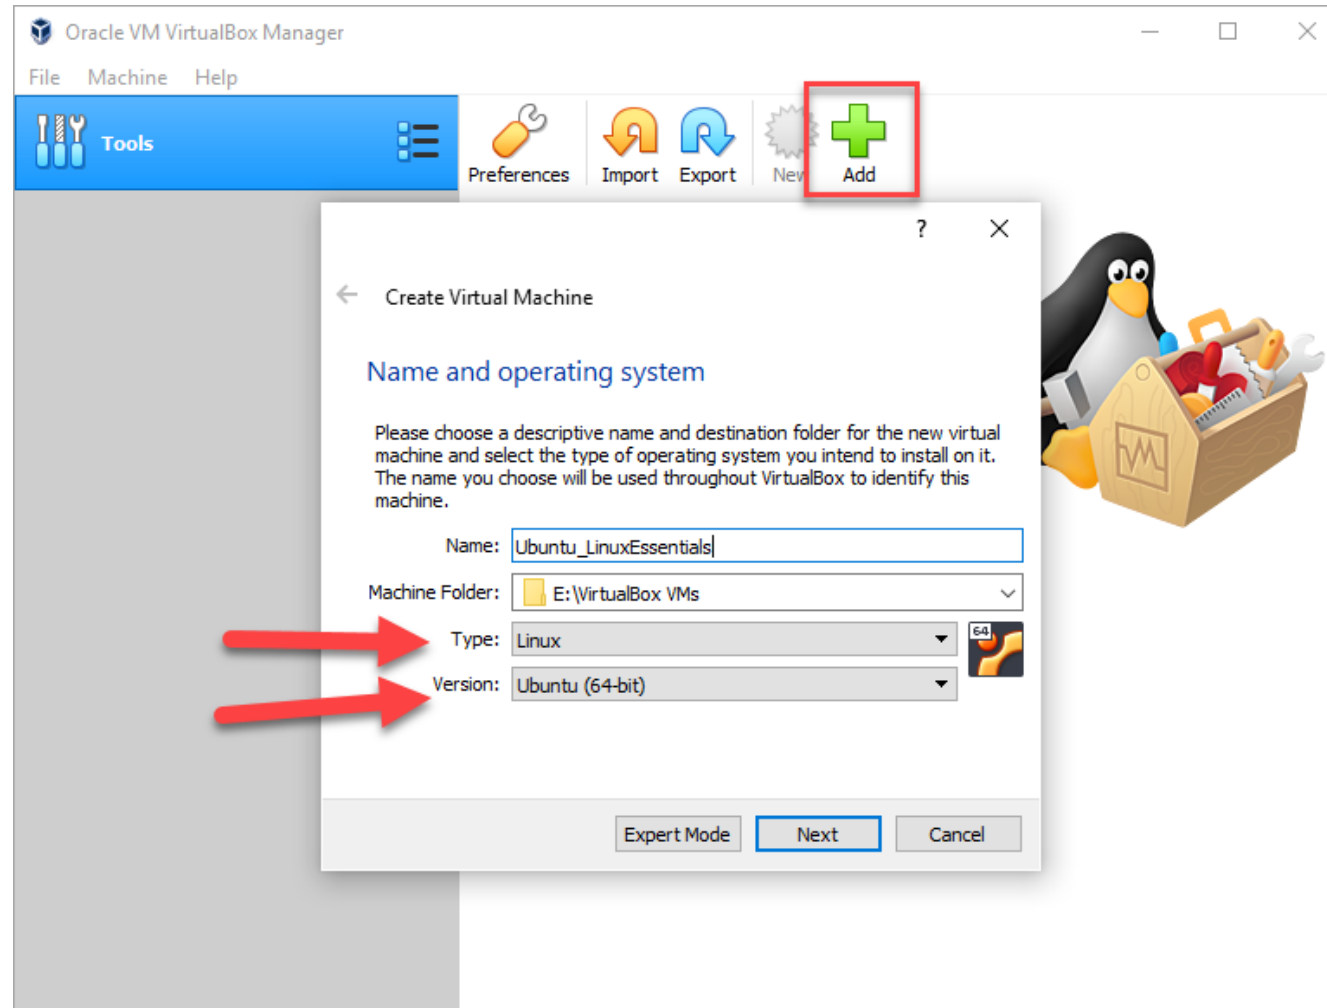 Oracle VM VirtualBox Manager
File Machine Help
Tools
Preferences Import Export New Add
?
Create Virtual Machine
Name and operating system
Please choose a descriptive name and destination folder for the new virtual
machine and select the type of operating system you intend to install on it.
The name you choose will be used throughout VirtualBox to identify this
machine.
Name: Ubuntu_LinuxEssentials
Machine Folder: E:\VirtualBox VMs
Type: Linux
64
Version: Ubuntu (64-bit)
Expert Mode Next Cancel